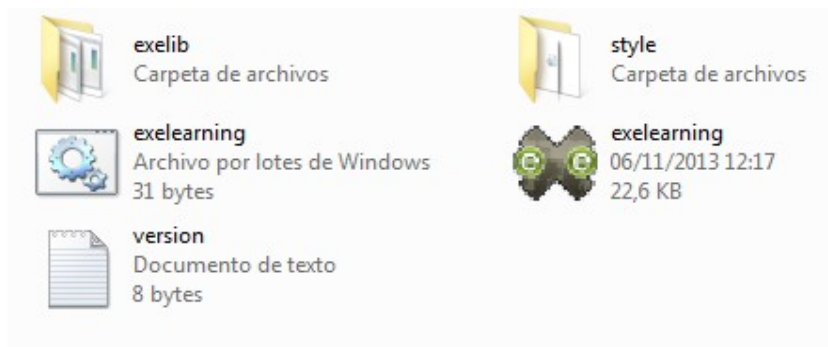 exelib
Carpeta de archivos
style
Carpeta de archivos
exelearning
Archivo por lotes de Windows
31 bytes
exelearning
06/11/2013 12:17
22,6 KB
version
Documento de texto
8 bytes